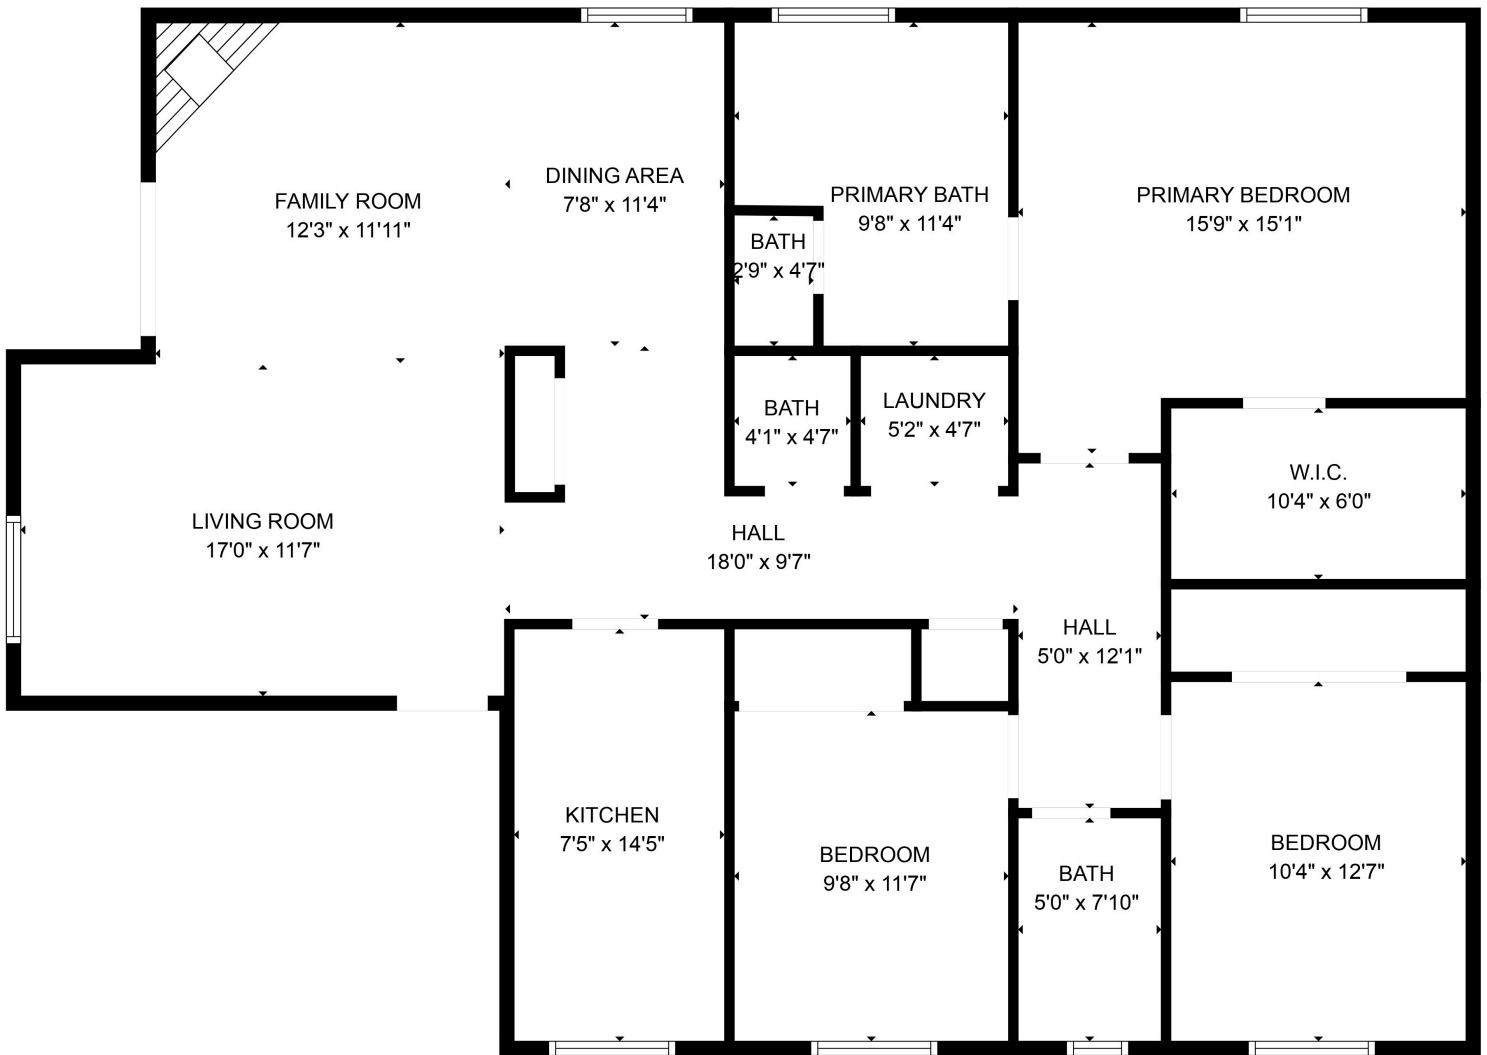 FAMILY ROOM
12'3" x 11'11"
DINING AREA
7'8" x 11'4"
PRIMARY BATH
9'8" x 11'4"
PRIMARY BEDROOM
15'9" x 15'1"
BATH
2'9" x 4'7"
BATH
4'1" x 4'7"
LAUNDRY
5'2" x 4'7"
W.I.C.
10'4" x 6'0"
LIVING ROOM
17'0" x 11'7"
HALL
18'0" x 9'7"
HALL
5'0" x 12'1"
KITCHEN
7'5" x 14'5"
BEDROOM
9'8" x 11'7"
BATH
5'0" x 7'10"
BEDROOM
10'4" x 12'7"